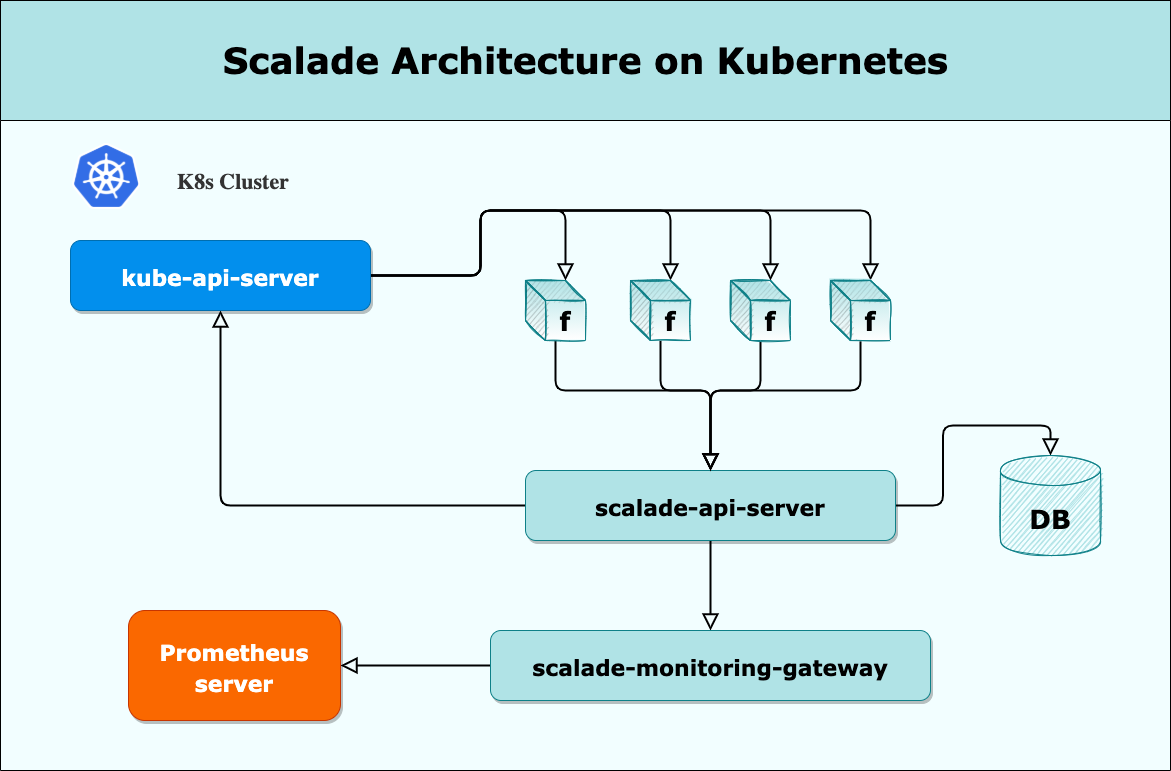 Scalade Architecture on Kubernetes
K8s Cluster
kube-api-server
f
f
f
f
scalade-api-server
DB
Prometheus
server
scalade-monitoring-gateway